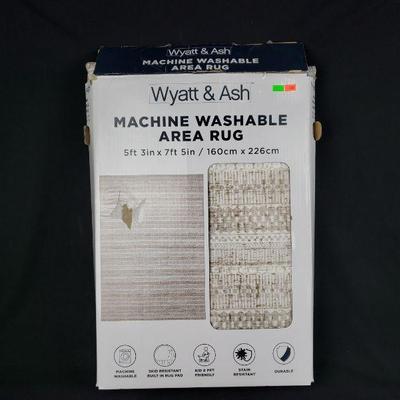 Wyatt & Ash
MACHINE WASHABLE
AREA RUG
Wyatt & Ash™
MACHINE WASHABLE
AREA RUG
5ft 3in x 7ft 5in / 160cm x 226cm
MACHINE
WASHABLE
SKID RESISTANT
BUILT IN RUG PAD
KID & PET
FRIENDLY
STAIN
RESISTANT
DURABLE